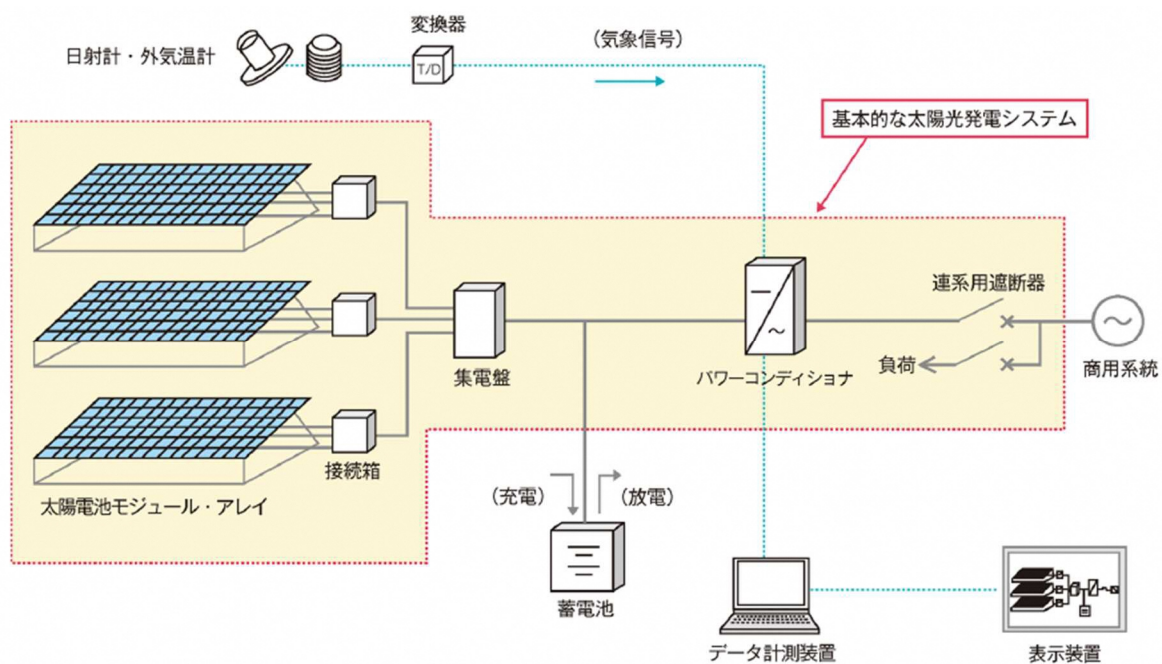 変換器
日射計・外気温計
T/D
（気象信号）
基本的な太陽光発電システム
連系用遮断器
集電盤
パワーコンディショナ
負荷
商用系統
接続箱
太陽電池モジュール・アレイ
（充電）
（放電）
蓄電池
データ計測装置
表示装置